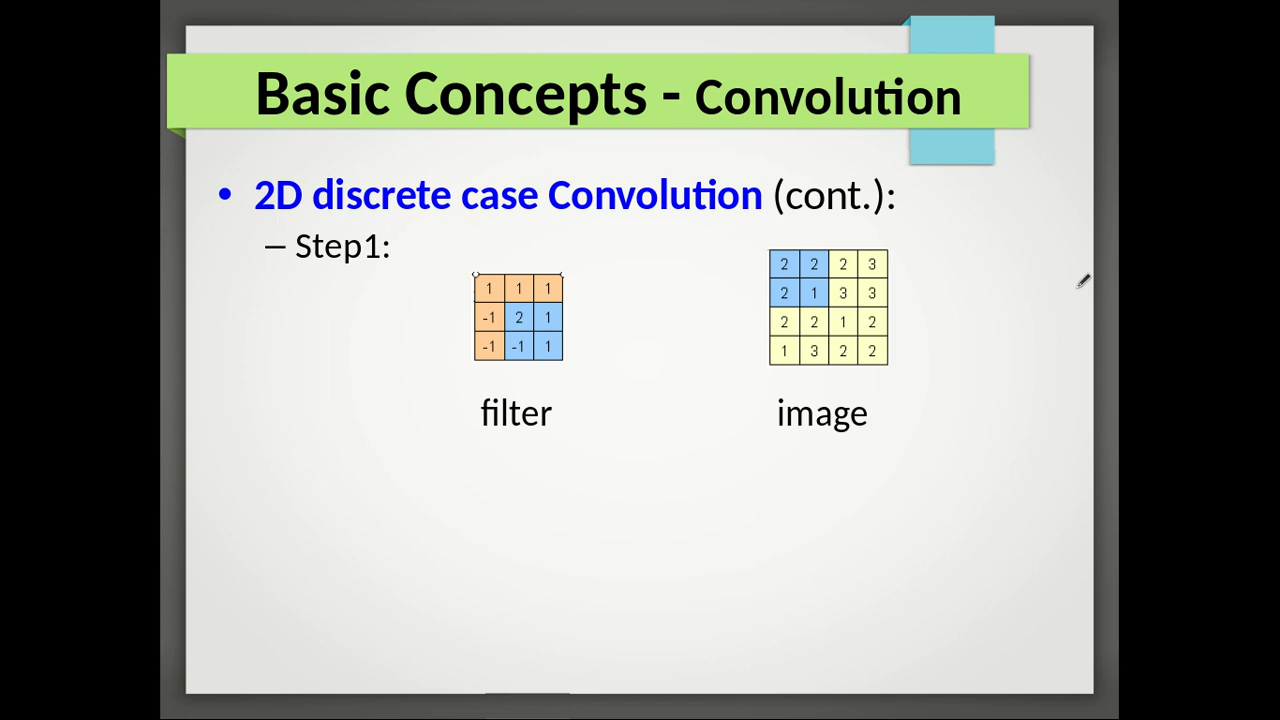 Basic Concepts - Convolution
• 2D discrete case Convolution (cont.):
– Step1:
1 1 1
-1 2 1
-1 -1 1
filter
2 2 2 3
2 1 3 3
2 2 1 2
1 3 2 2
image